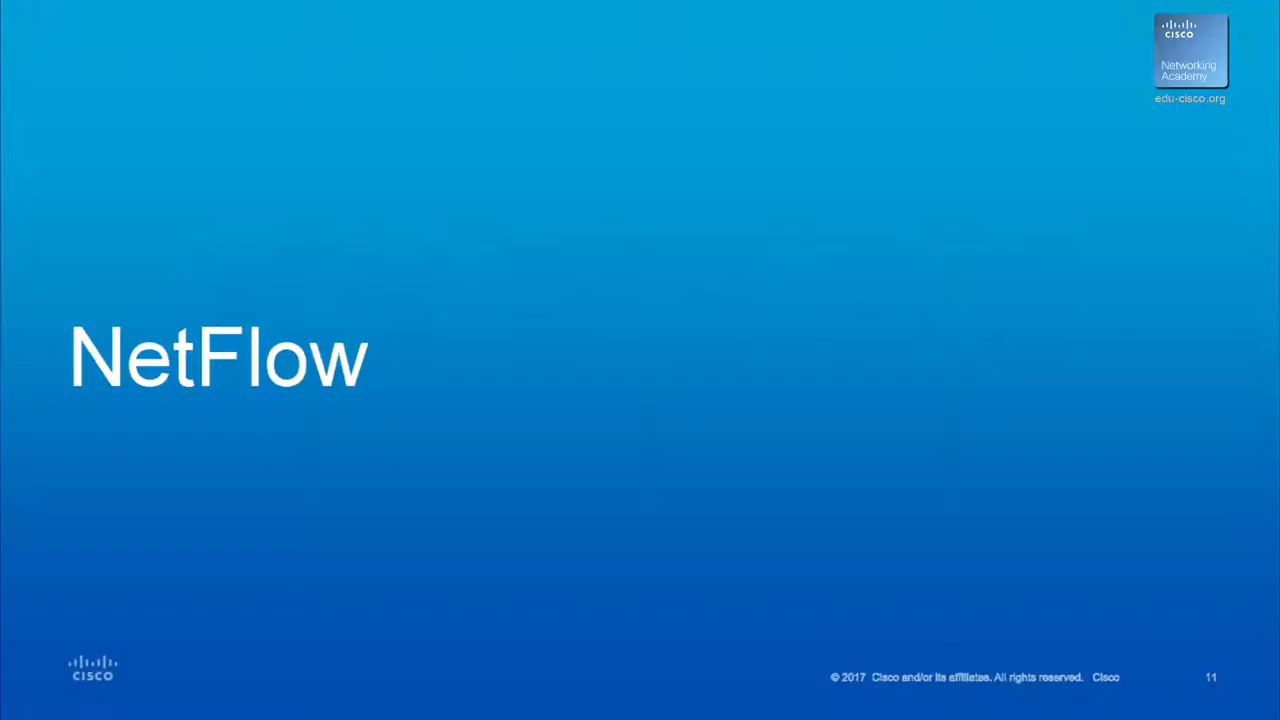 CISCO
Networking
Academy
edu-cisco.org
NetFlow
CISCO
© 2017 Cisco and/or its affiliates. All rights reserved. Cisco 11